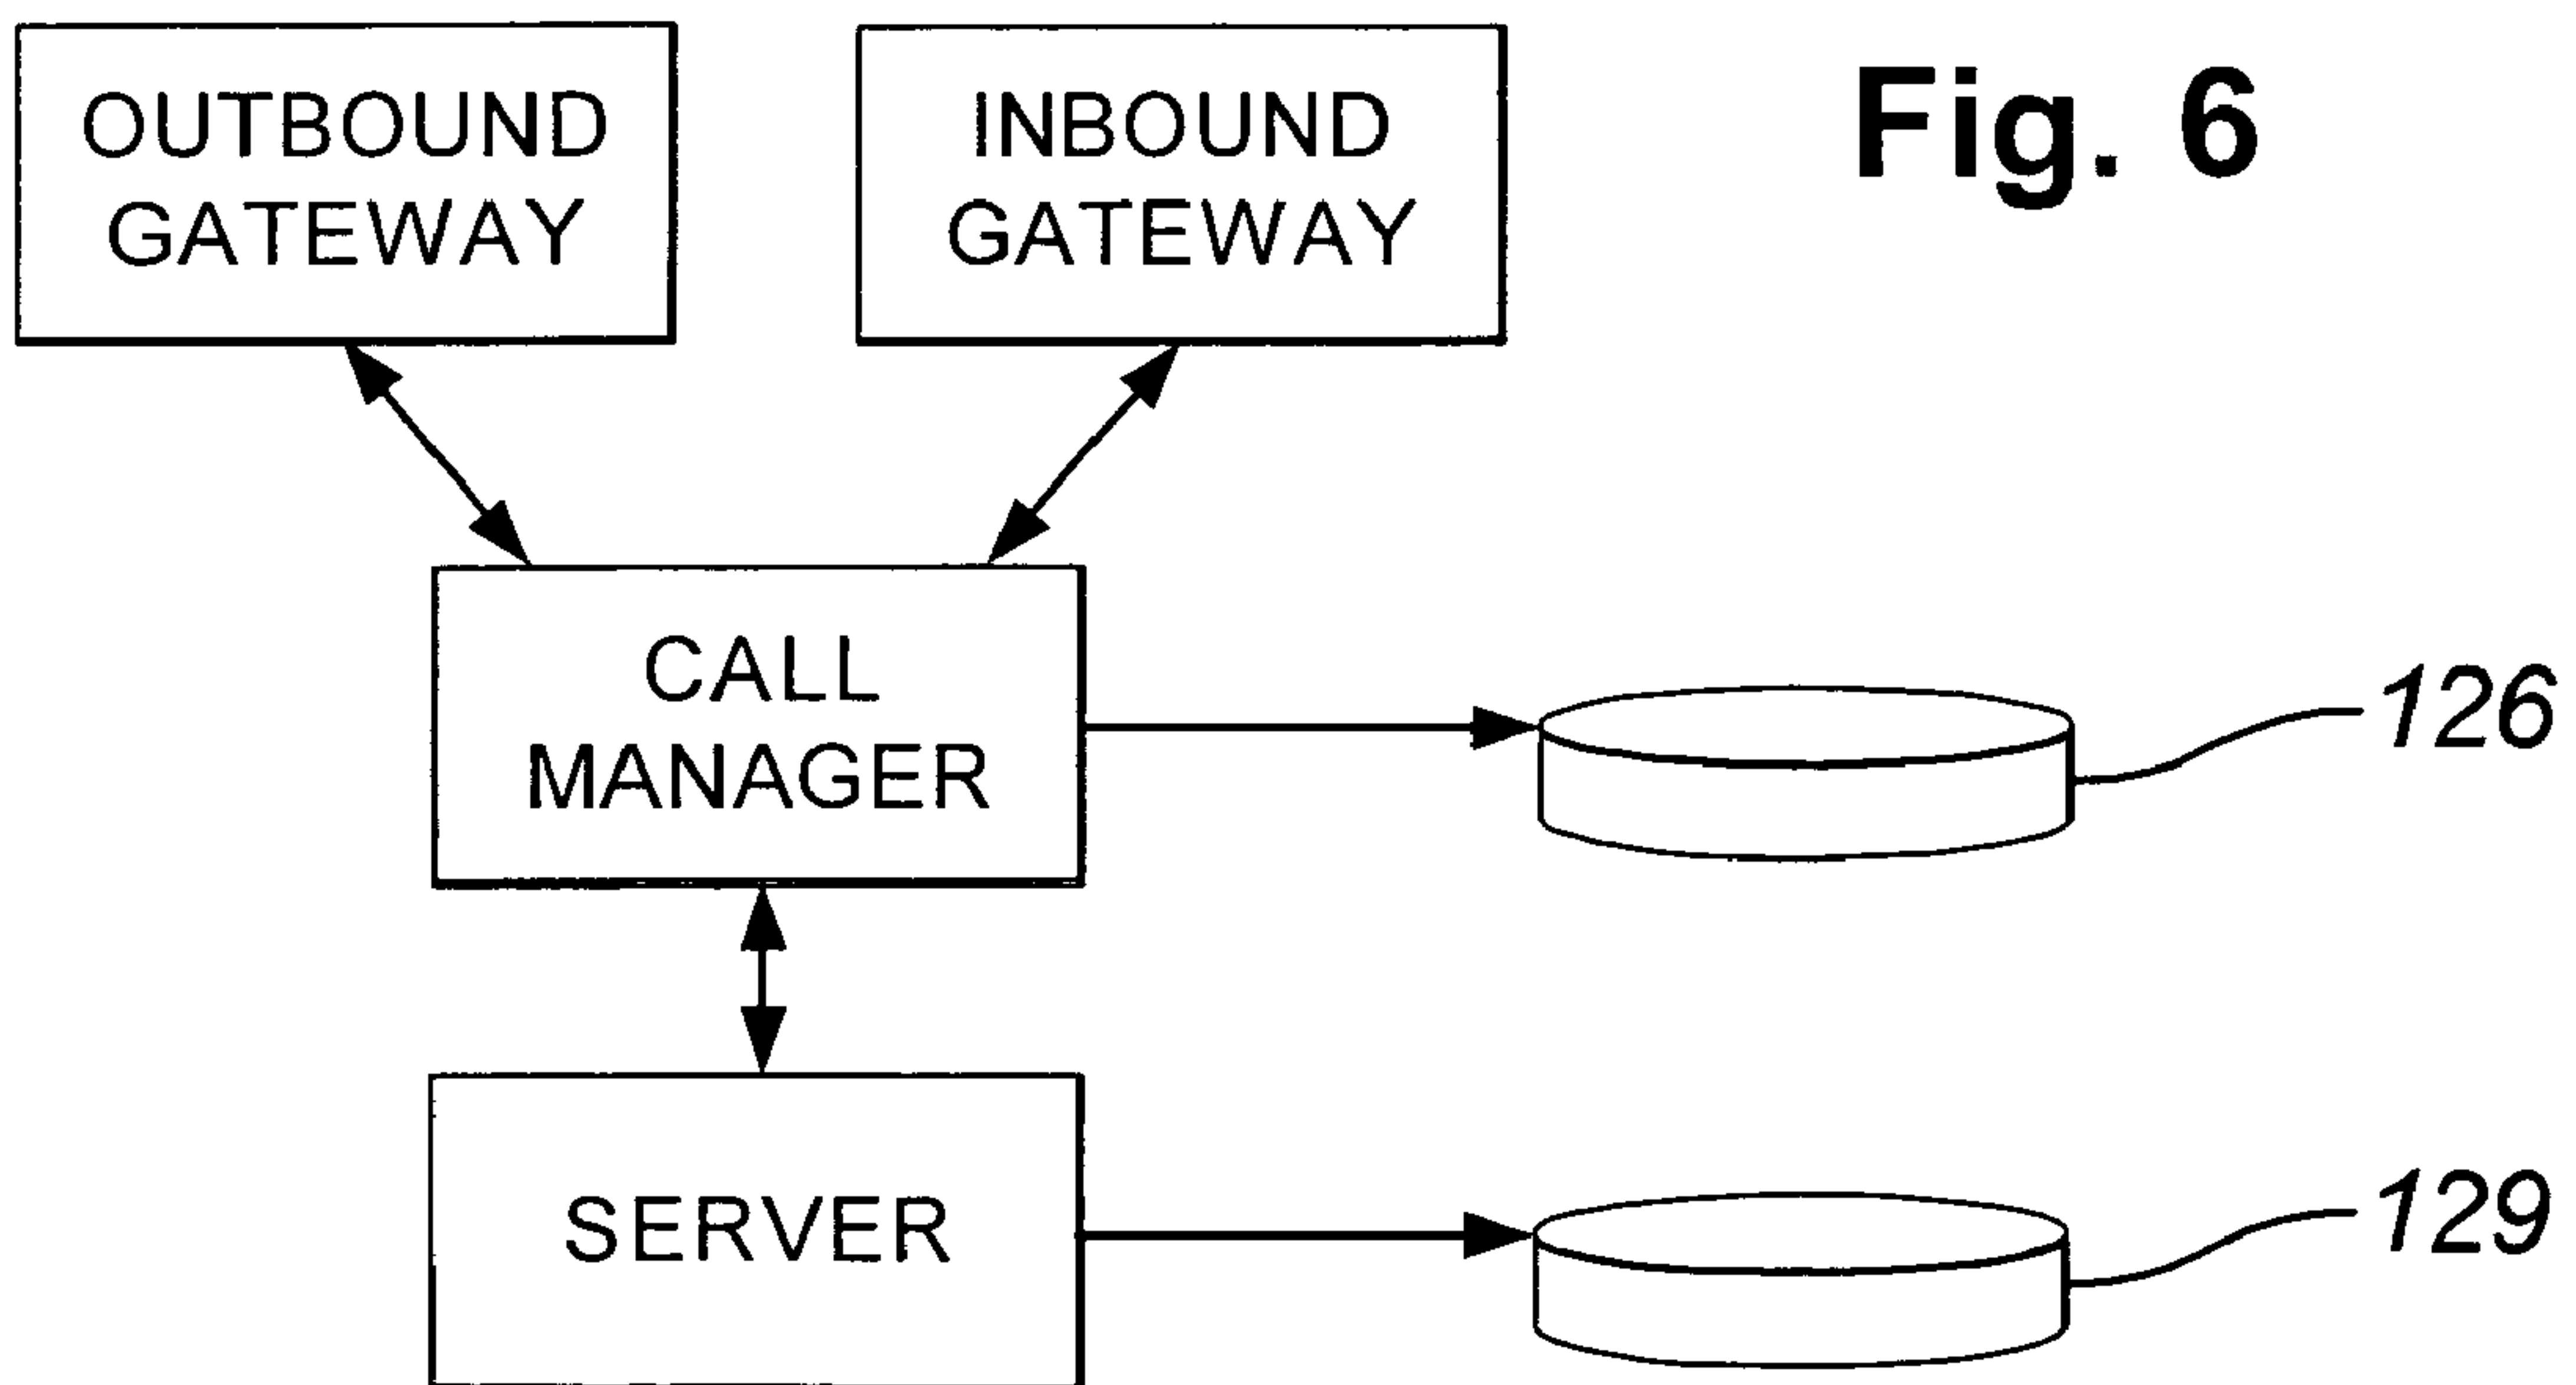 OUTBOUND
GATEWAY
INBOUND
GATEWAY
Fig. 6
CALL
MANAGER
126
SERVER
129